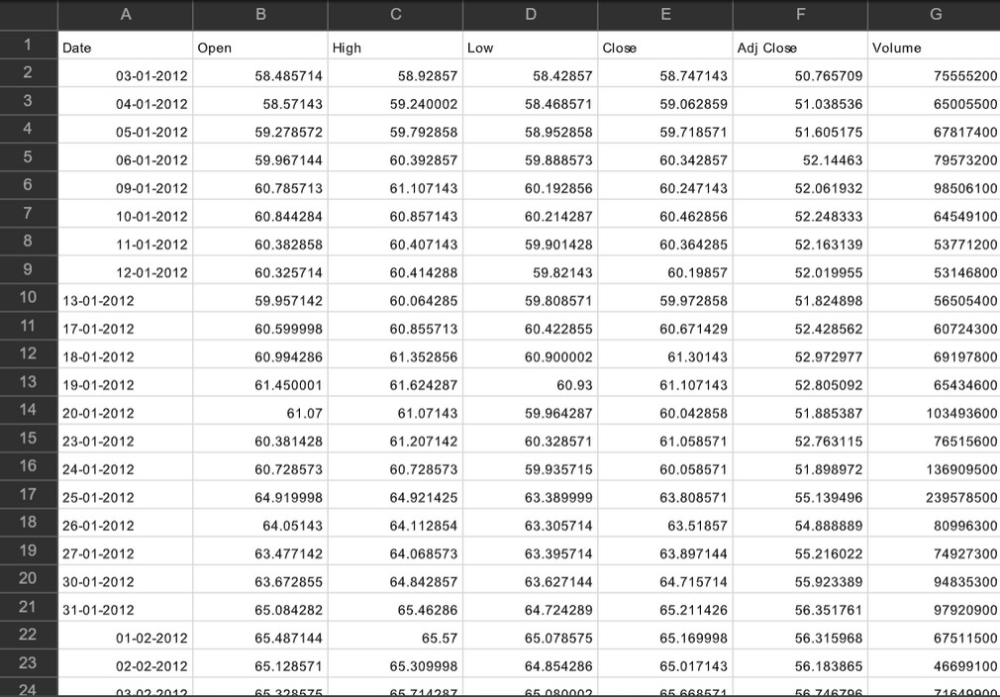 A B C D E F G
1 Date Open High Low Close Adj Close Volume
2 03-01-2012 58.485714 58.92857 58.42857 58.747143 50.765709 75555200
3 04-01-2012 58.57143 59.240002 58.468571 59.062859 51.038536 65005500
4 05-01-2012 59.278572 59.792858 58.952858 59.718571 51.605175 67817400
5 06-01-2012 59.967144 60.392857 59.888573 60.342857 52.14463 79573200
6 09-01-2012 60.785713 61.107143 60.192856 60.247143 52.061932 98506100
7 10-01-2012 60.844284 60.857143 60.214287 60.462856 52.248333 64549100
8 11-01-2012 60.382858 60.407143 59.901428 60.364285 52.163139 53771200
9 12-01-2012 60.325714 60.414288 59.82143 60.19857 52.019955 53146800
10 13-01-2012 59.957142 60.064285 59.808571 59.972858 51.824898 56505400
11 17-01-2012 60.599998 60.855713 60.422855 60.671429 52.428562 60724300
12 18-01-2012 60.994286 61.352856 60.900002 61.30143 52.972977 69197800
13 19-01-2012 61.450001 61.624287 60.93 61.107143 52.805092 65434600
14 20-01-2012 61.07 61.07143 59.964287 60.042858 51.885387 103493600
15 23-01-2012 60.381428 61.207142 60.328571 61.058571 52.763115 76515600
16 24-01-2012 60.728573 60.728573 59.935715 60.058571 51.898972 136909500
17 25-01-2012 64.919998 64.921425 63.389999 63.808571 55.139496 239578500
18 26-01-2012 64.05143 64.112854 63.305714 63.51857 54.888889 80996300
19 27-01-2012 63.477142 64.068573 63.395714 63.897144 55.216022 74927300
20 30-01-2012 63.672855 64.842857 63.627144 64.715714 55.923389 94835300
21 31-01-2012 65.084282 65.46286 64.724289 65.211426 56.351761 97920900
22 01-02-2012 65.487144 65.57 65.078575 65.169998 56.315968 67511500
23 02-02-2012 65.128571 65.309998 64.854286 65.017143 56.183865 46699100
24 03-02-2012 65.328575 65.714287 65.080002 65.668571 56.746796 71649900